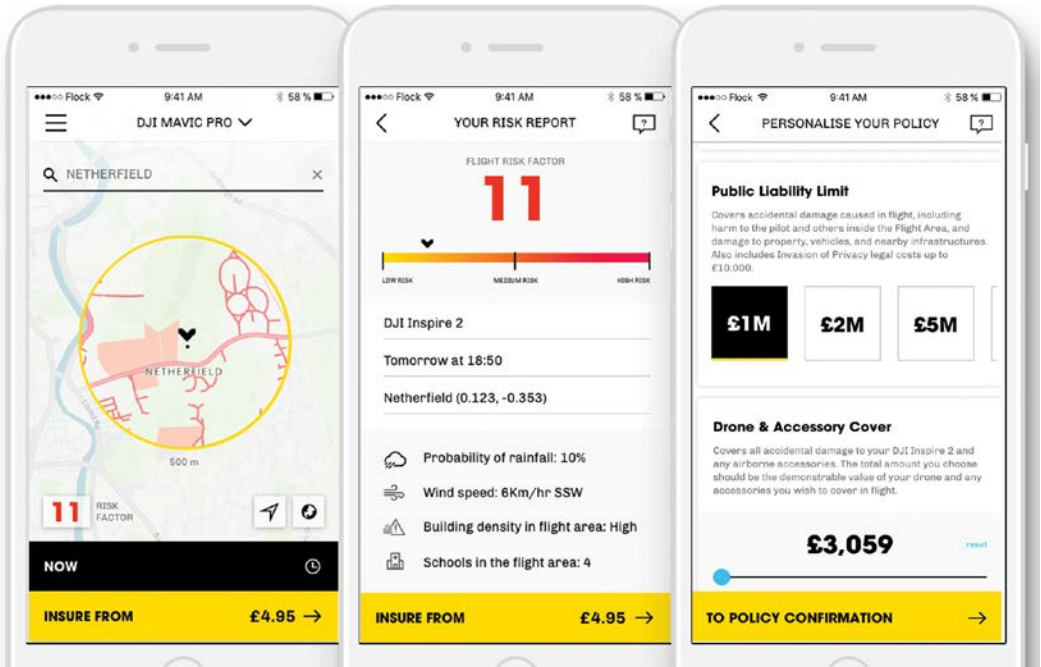 ●●●○○ Flock 9:41 AM 58 %
DJI MAVIC PRO
NETHERFIELD ×
NETHERFIELD
500 m
11 RISK
FACTOR
NOW
INSURE FROM £4.95 →
●●●○○ Flock 9:41 AM 58 %
YOUR RISK REPORT ?
FLIGHT RISK FACTOR
11
LOW RISK MEDIUM RISK HIGH RISK
DJI Inspire 2
Tomorrow at 18:50
Netherfield (0.123, -0.353)
Probability of rainfall: 10%
Wind speed: 6Km/hr SSW
Building density in flight area: High
Schools in the flight area: 4
INSURE FROM £4.95 →
●●●○○ Flock 9:41 AM 58 %
PERSONALISE YOUR POLICY ?
Public Liability Limit
Covers accidental damage caused in flight, including
harm to the pilot and others inside the Flight Area, and
damage to property, vehicles, and nearby infrastructures.
Also includes Invasion of Privacy legal costs up to
£10,000.
£1M £2M £5M
Drone & Accessory Cover
Covers all accidental damage to your DJI Inspire 2 and
any airborne accessories. The total amount you choose
should be the demonstrable value of your drone and any
accessories you wish to cover in flight.
£3,059 reset
TO POLICY CONFIRMATION →